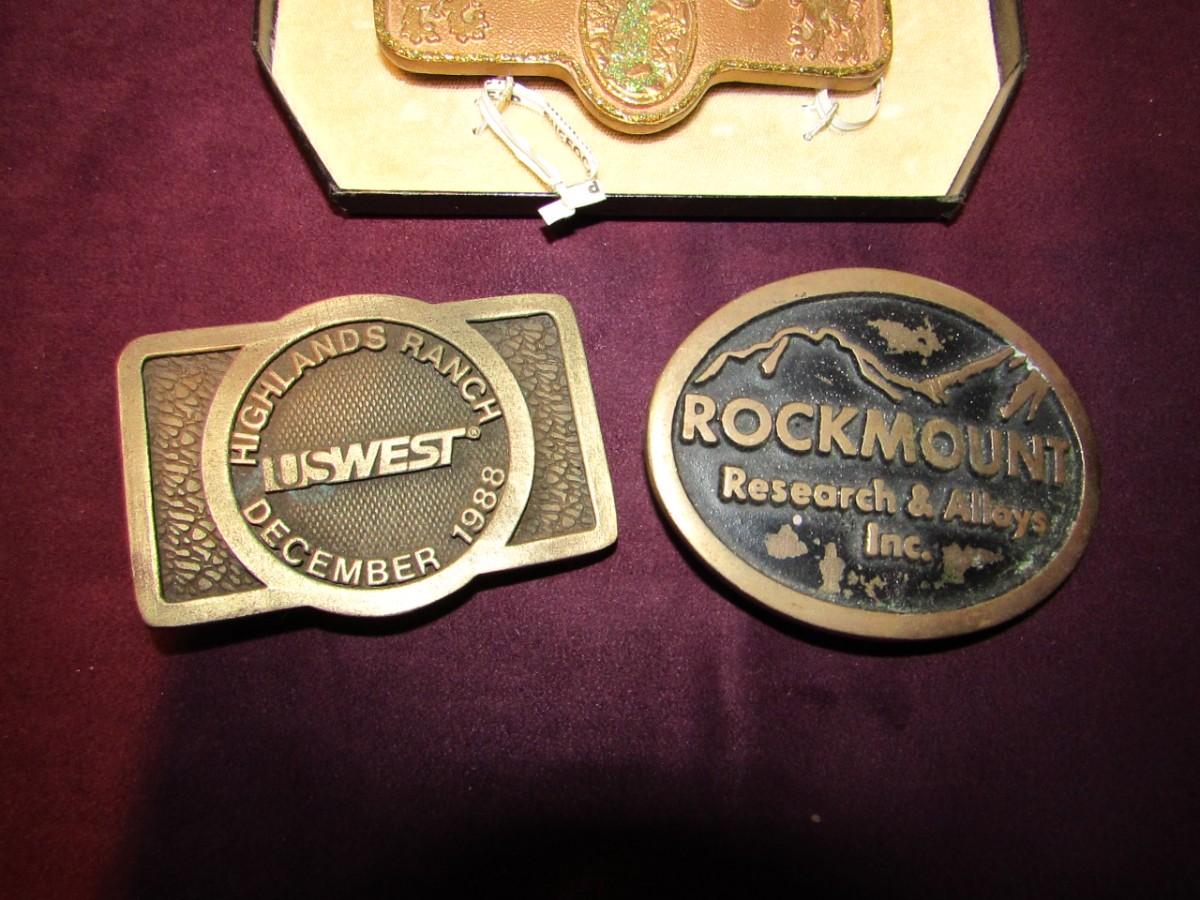 HIGHLANDS RANCH
USWEST®
DECEMBER 1988
ROCKMOUNT
Research & Alloys
Inc.